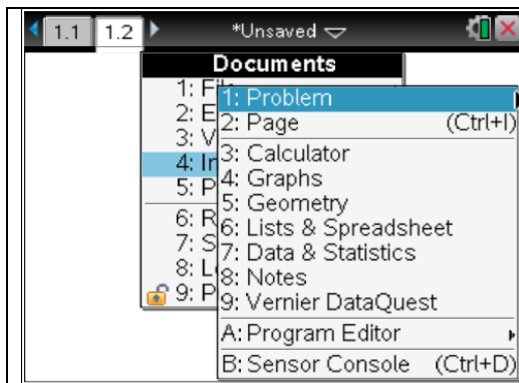 1.1 1.2 *Unsaved
Documents
1: Fi
2: E
3: V
4: In
5: P
6: R
7: S
8: L
9: P
1: Problem
2: Page (Ctrl+I)
3: Calculator
4: Graphs
5: Geometry
6: Lists & Spreadsheet
7: Data & Statistics
8: Notes
9: Vernier DataQuest
A: Program Editor
B: Sensor Console (Ctrl+D)